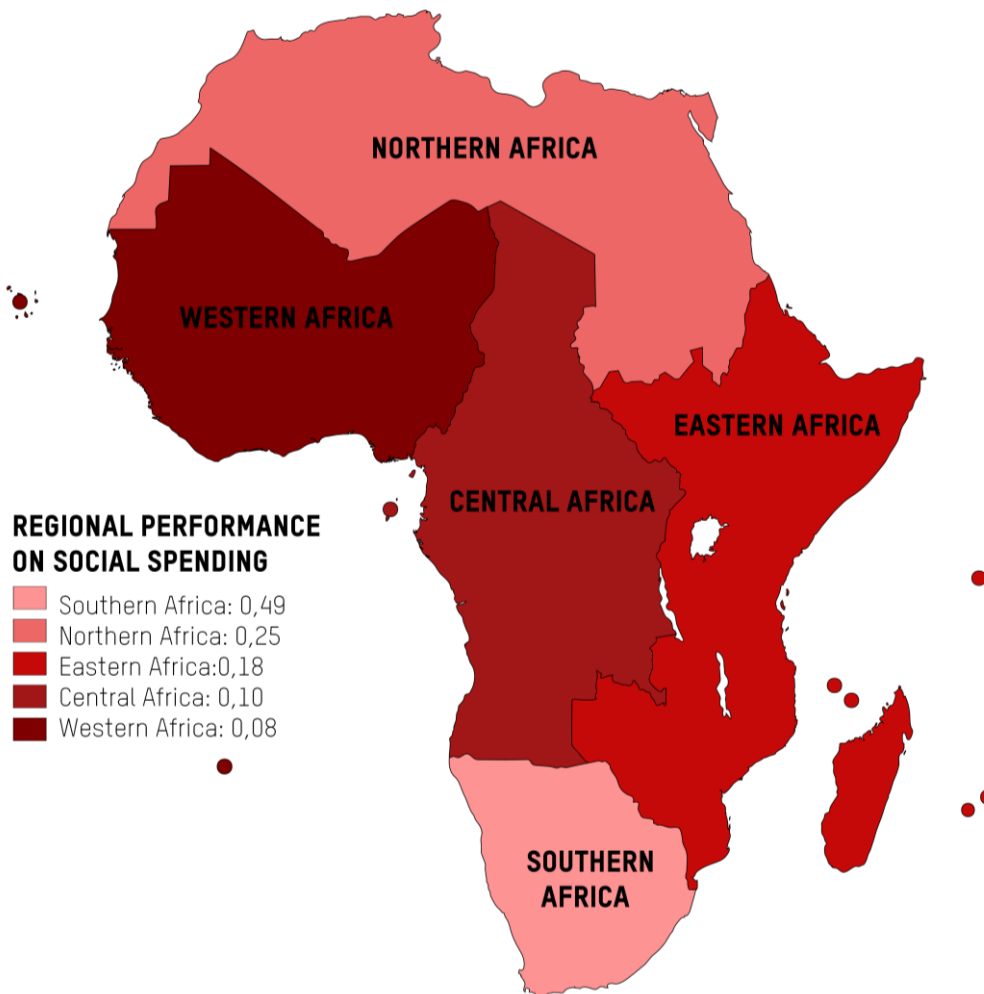 NORTHERN AFRICA
WESTERN AFRICA
EASTERN AFRICA
CENTRAL AFRICA
REGIONAL PERFORMANCE
ON SOCIAL SPENDING
Southern Africa: 0,49
Northern Africa: 0,25
Eastern Africa:0,18
Central Africa: 0,10
Western Africa: 0,08
SOUTHERN
AFRICA